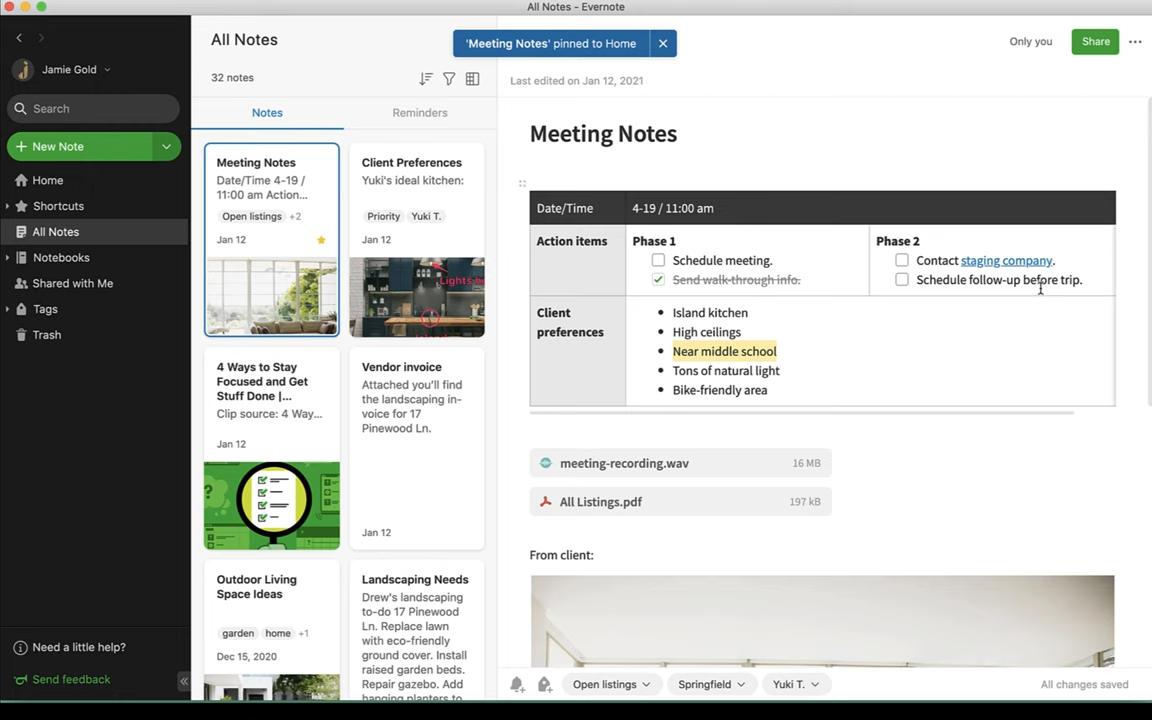 All Notes - Evernote
Jamie Gold
Search
New Note
Home
Shortcuts
All Notes
Notebooks
Shared with Me
Tags
Trash
Need a little help?
Send feedback
All Notes
32 notes
Notes
Reminders
Meeting Notes
Date/Time 4-19 /
11:00 am Action...
Open listings +2
Jan 12
Client Preferences
Yuki's ideal kitchen:
Priority Yuki T.
Jan 12
4 Ways to Stay
Focused and Get
Stuff Done |...
Clip source: 4 Way...
Jan 12
Vendor invoice
Attached you'll find
the landscaping in-
voice for 17
Pinewood Ln.
Jan 12
Outdoor Living
Space Ideas
garden home +1
Dec 15, 2020
Landscaping Needs
Drew's landscaping
to-do 17 Pinewood
Ln. Replace lawn
with eco-friendly
ground cover. Install
raised garden beds.
Repair gazebo. Add
hanging planters to
'Meeting Notes' pinned to Home
Only you
Share
Last edited on Jan 12, 2021
Meeting Notes
Date/Time 4-19 / 11:00 am
Action items
Phase 1
Schedule meeting.
Send walk-through info.
Phase 2
Contact staging company.
Schedule follow-up before trip.
Client
preferences
Island kitchen
High ceilings
Near middle school
Tons of natural light
Bike-friendly area
meeting-recording.wav 16 MB
All Listings.pdf 197 kB
From client:
Open listings
Springfield
Yuki T.
All changes saved